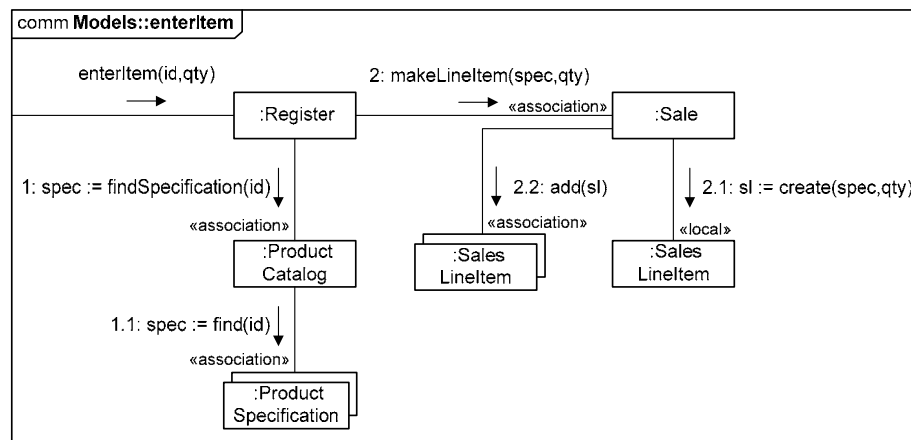 comm Models::enterItem
enterItem(id,qty)
2: makeLineItem(spec,qty)
«association»
:Register
:Sale
1: spec := findSpecification(id)
«association»
2.2: add(sl)
«association»
2.1: sl := create(spec,qty)
«local»
:Product
Catalog
:Sales
LineItem
:Sales
LineItem
1.1: spec := find(id)
«association»
:Product
Specification